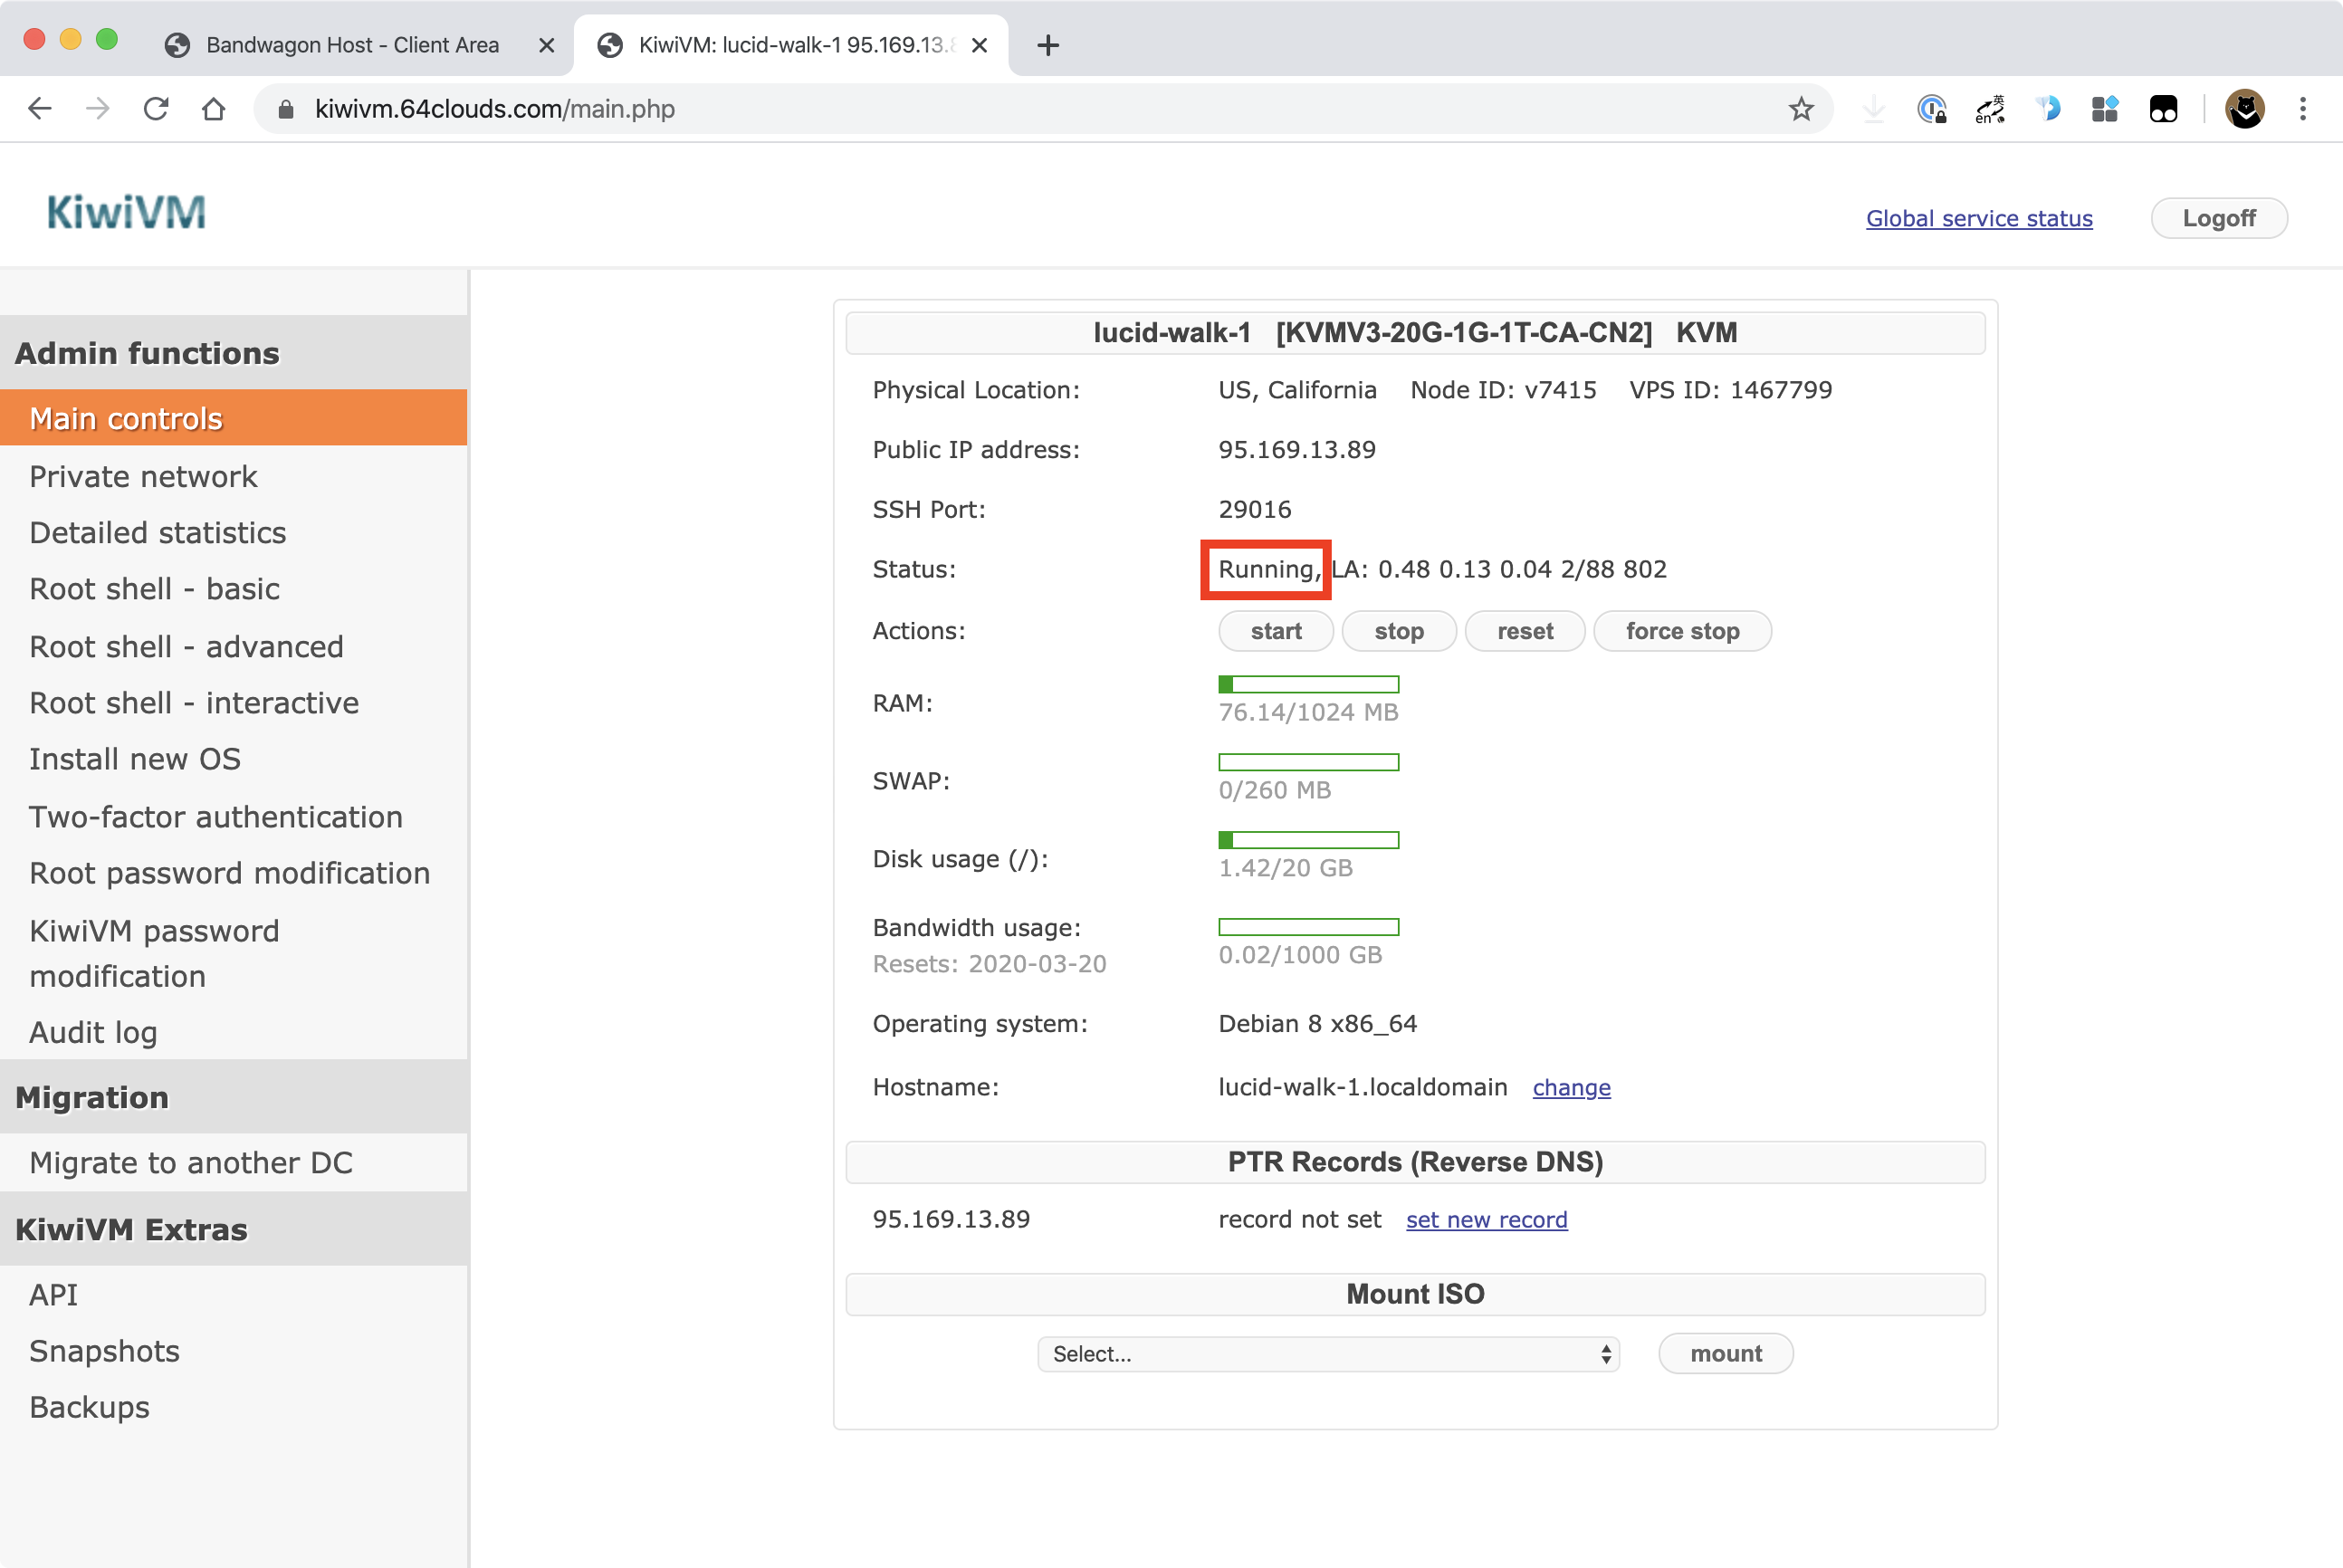 Bandwagon Host - Client Area
KiwiVM: lucid-walk-1 95.169.13.8
kiwivm.64clouds.com/main.php
英
en
KiwiVM
Global service status
Logoff
Admin functions
Main controls
Private network
Detailed statistics
Root shell - basic
Root shell - advanced
Root shell - interactive
Install new OS
Two-factor authentication
Root password modification
KiwiVM password
modification
Audit log
Migration
Migrate to another DC
KiwiVM Extras
API
Snapshots
Backups
lucid-walk-1 [KVMV3-20G-1G-1T-CA-CN2] KVM
Physical Location: US, California Node ID: v7415 VPS ID: 1467799
Public IP address: 95.169.13.89
SSH Port: 29016
Status: Running, LA: 0.48 0.13 0.04 2/88 802
Actions: start stop reset force stop
RAM: 76.14/1024 MB
SWAP: 0/260 MB
Disk usage (/): 1.42/20 GB
Bandwidth usage:
Resets: 2020-03-20 0.02/1000 GB
Operating system: Debian 8 x86_64
Hostname: lucid-walk-1.localdomain change
PTR Records (Reverse DNS)
95.169.13.89 record not set set new record
Mount ISO
Select... mount